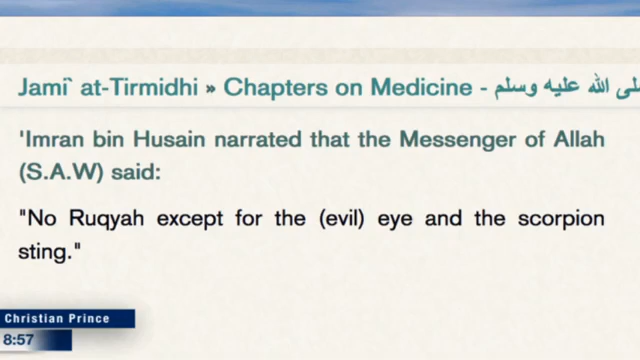 Jami` at-Tirmidhi » Chapters on Medicine - صلى الله عليه وسلم
'Imran bin Husain narrated that the Messenger of Allah
(S.A.W) said:
"No Ruqyah except for the (evil) eye and the scorpion
sting."
Christian Prince
8:57